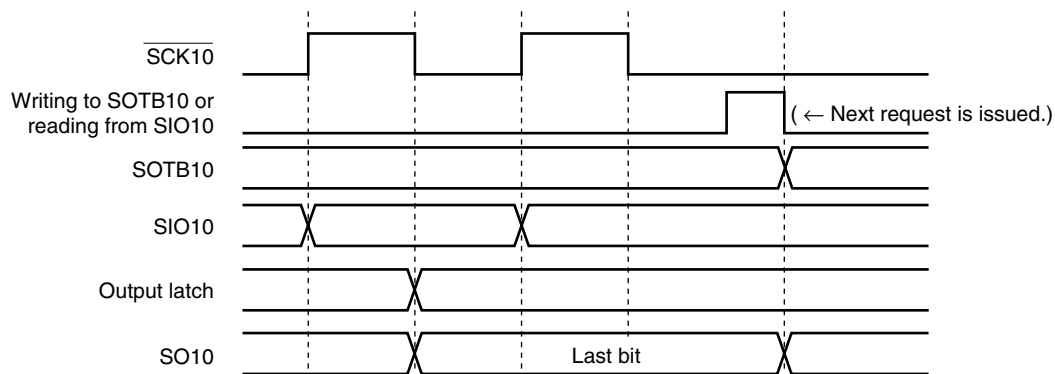 SCK10
Writing to SOTB10 or
reading from SIO10
( ← Next request is issued.)
SOTB10
SIO10
Output latch
SO10
Last bit